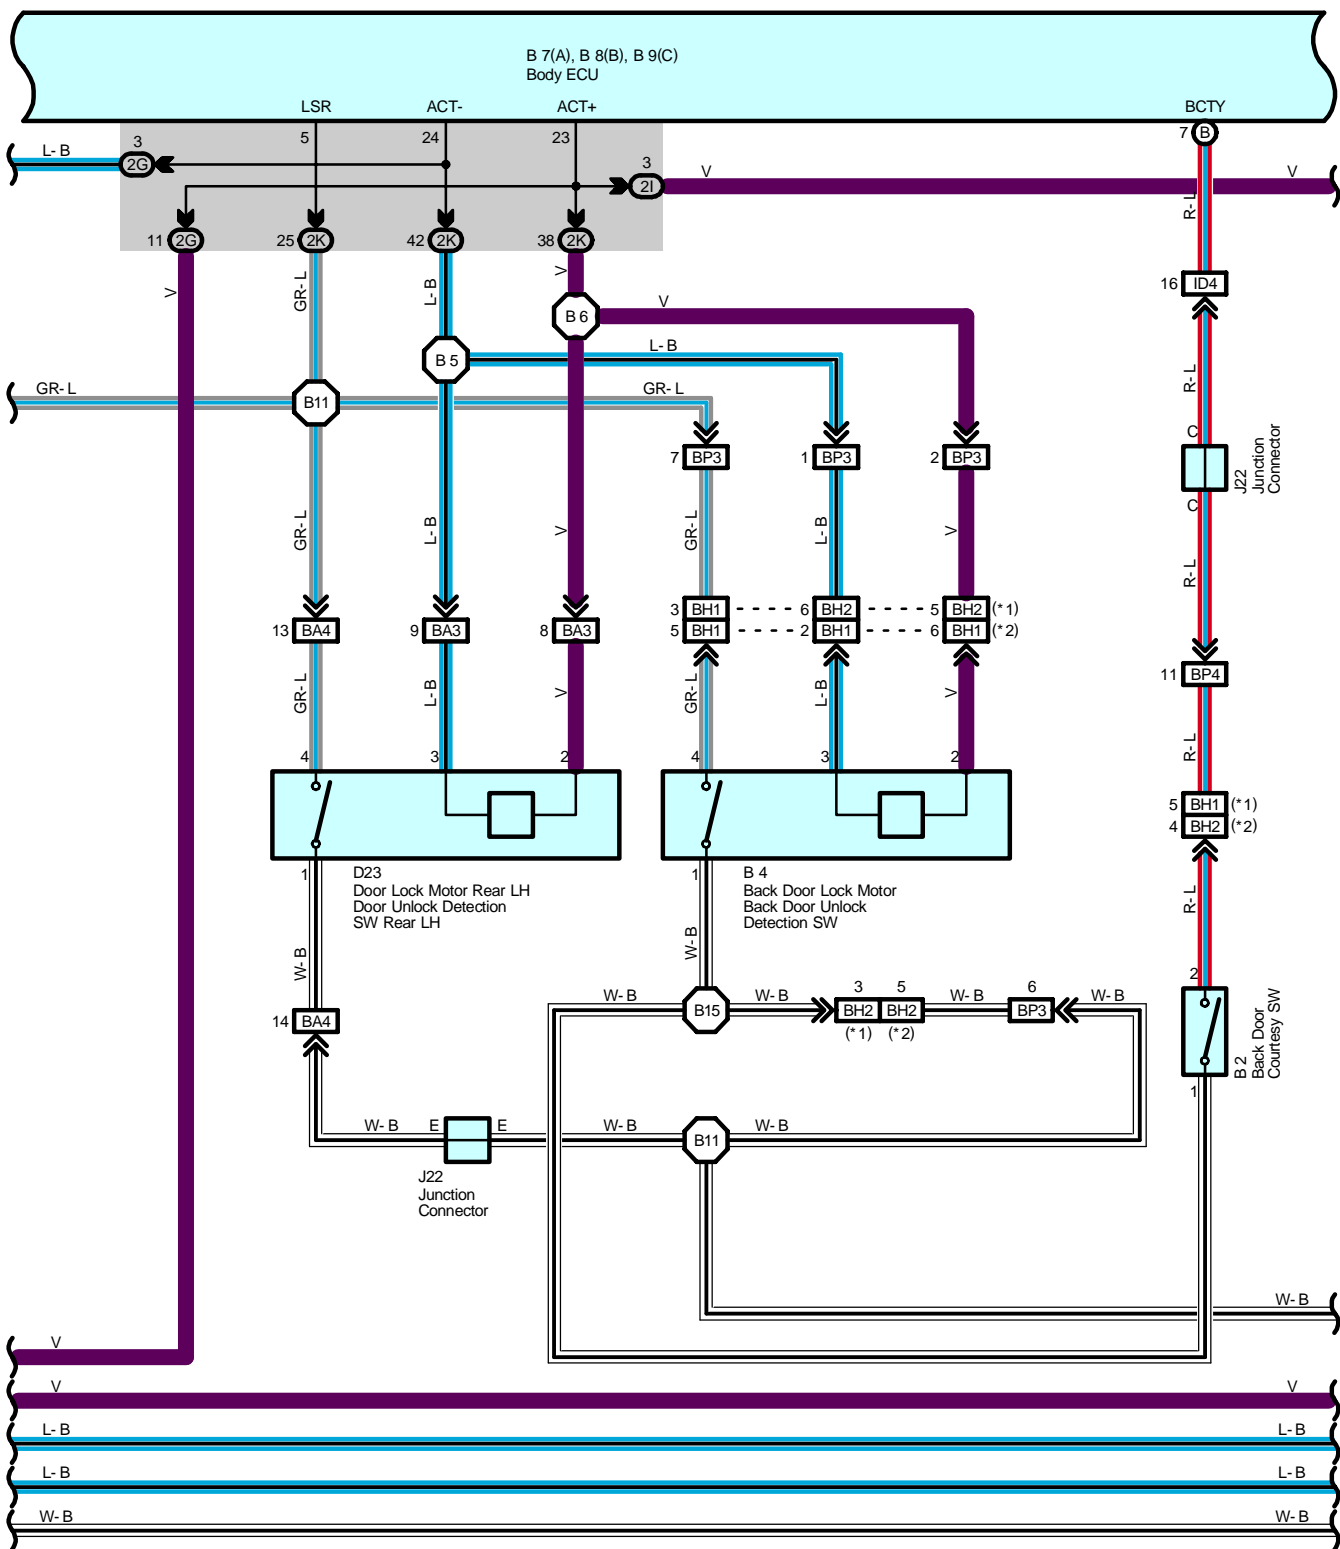 B 7(A), B 8(B), B 9(C)
Body ECU
LSR ACT- ACT+ BCTY
5 24 23 7 B
L-B 3 2G
3 2I V V
R-L
11 2G 25 2K 42 2K 38 2K
V GR-L L-B V
16 ID4
B 6 V
B 5 L-B
R-L
GR-L B11 GR-L
C
7 BP3 1 BP3 2 BP3
J22
Junction
Connector
C
GR-L L-B V GR-L L-B V
R-L
3 BH1 6 BH2 5 BH2 (*1)
13 BA4 9 BA3 8 BA3 5 BH1 2 BH1 6 BH1 (*2)
11 BP4
GR-L L-B V GR-L L-B V
R-L
4 3 2 4 3 2
5 BH1 (*1)
4 BH2 (*2)
1 D23
Door Lock Motor Rear LH
Door Unlock Detection
SW Rear LH
1 B 4
Back Door Lock Motor
Back Door Unlock
Detection SW
R-L
W-B W-B
2
W-B B15 W-B 3 BH2 5 BH2 W-B 6 BP3 W-B
(*1) (*2)
14 BA4
B 2
Back Door
Courtesy SW
1
W-B E E W-B B11 W-B
J22
Junction
Connector
W-B
V
V V
L-B L-B
L-B L-B
W-B W-B